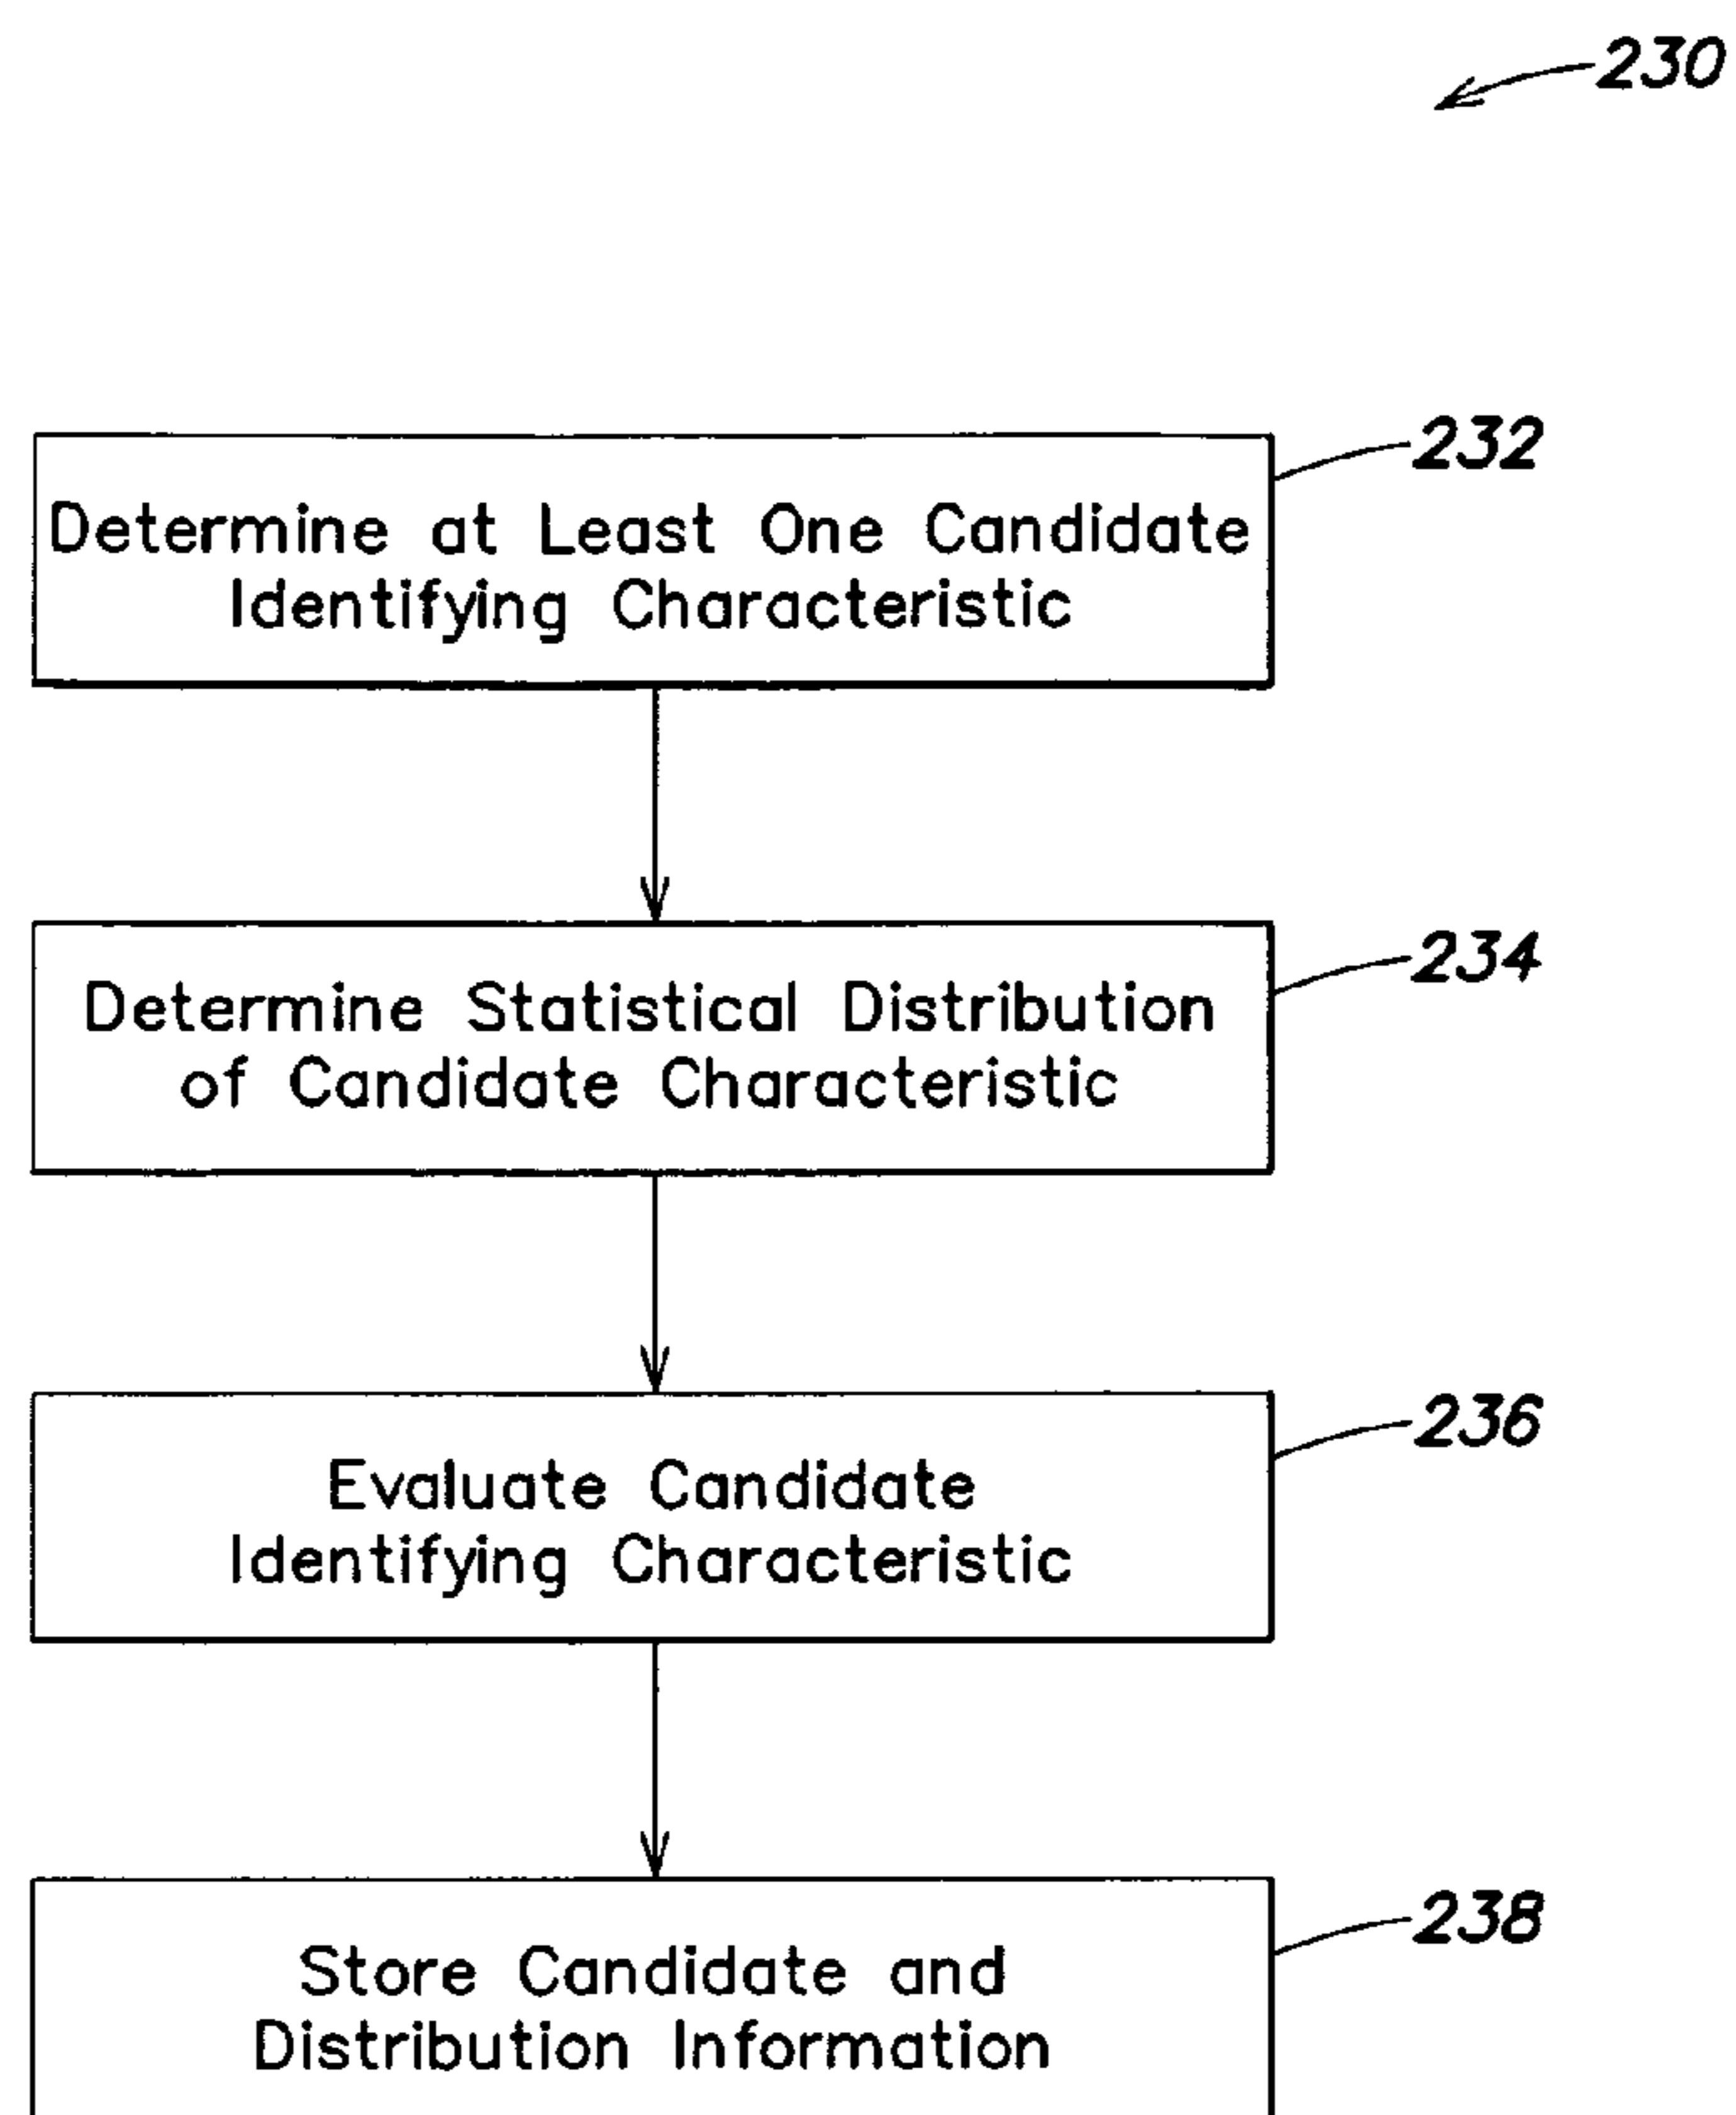 230
232
Determine at Least One Candidate
Identifying Characteristic
234
Determine Statistical Distribution
of Candidate Characteristic
236
Evaluate Candidate
Identifying Characteristic
238
Store Candidate and
Distribution Information